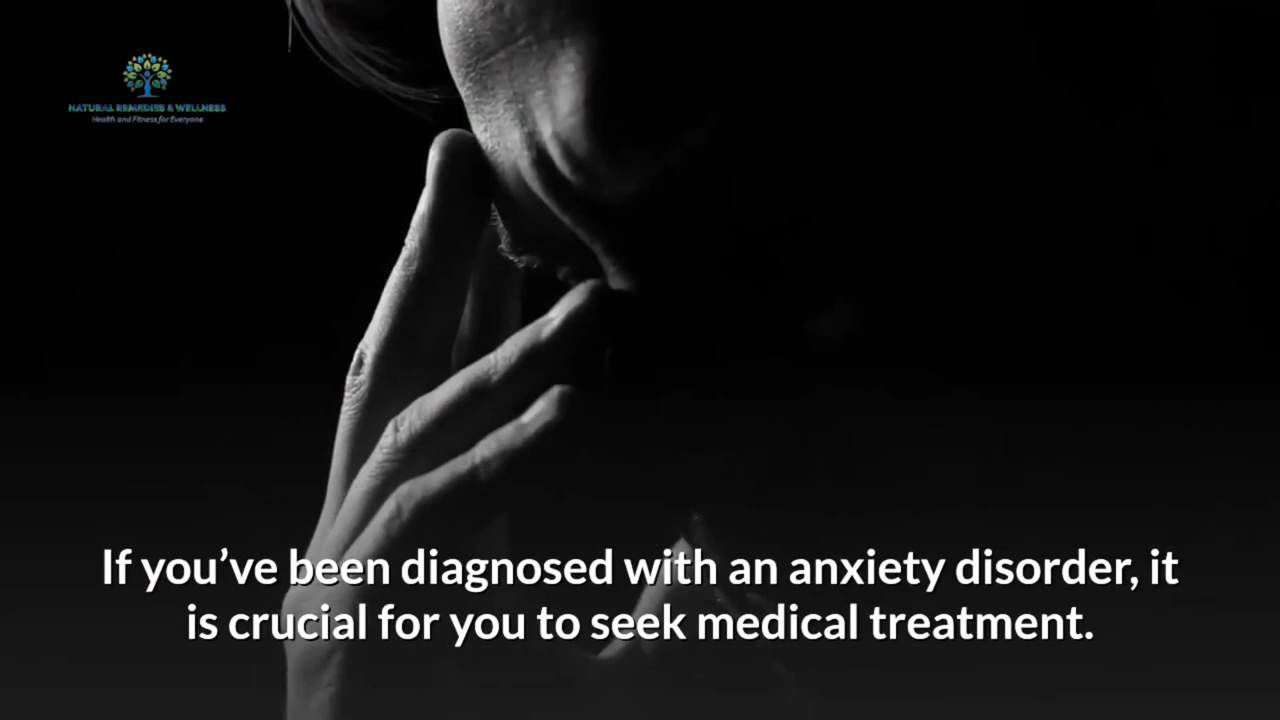 NATURAL REMEDIES & WELLNESS
Health and Fitness for Everyone
If you’ve been diagnosed with an anxiety disorder, it
is crucial for you to seek medical treatment.